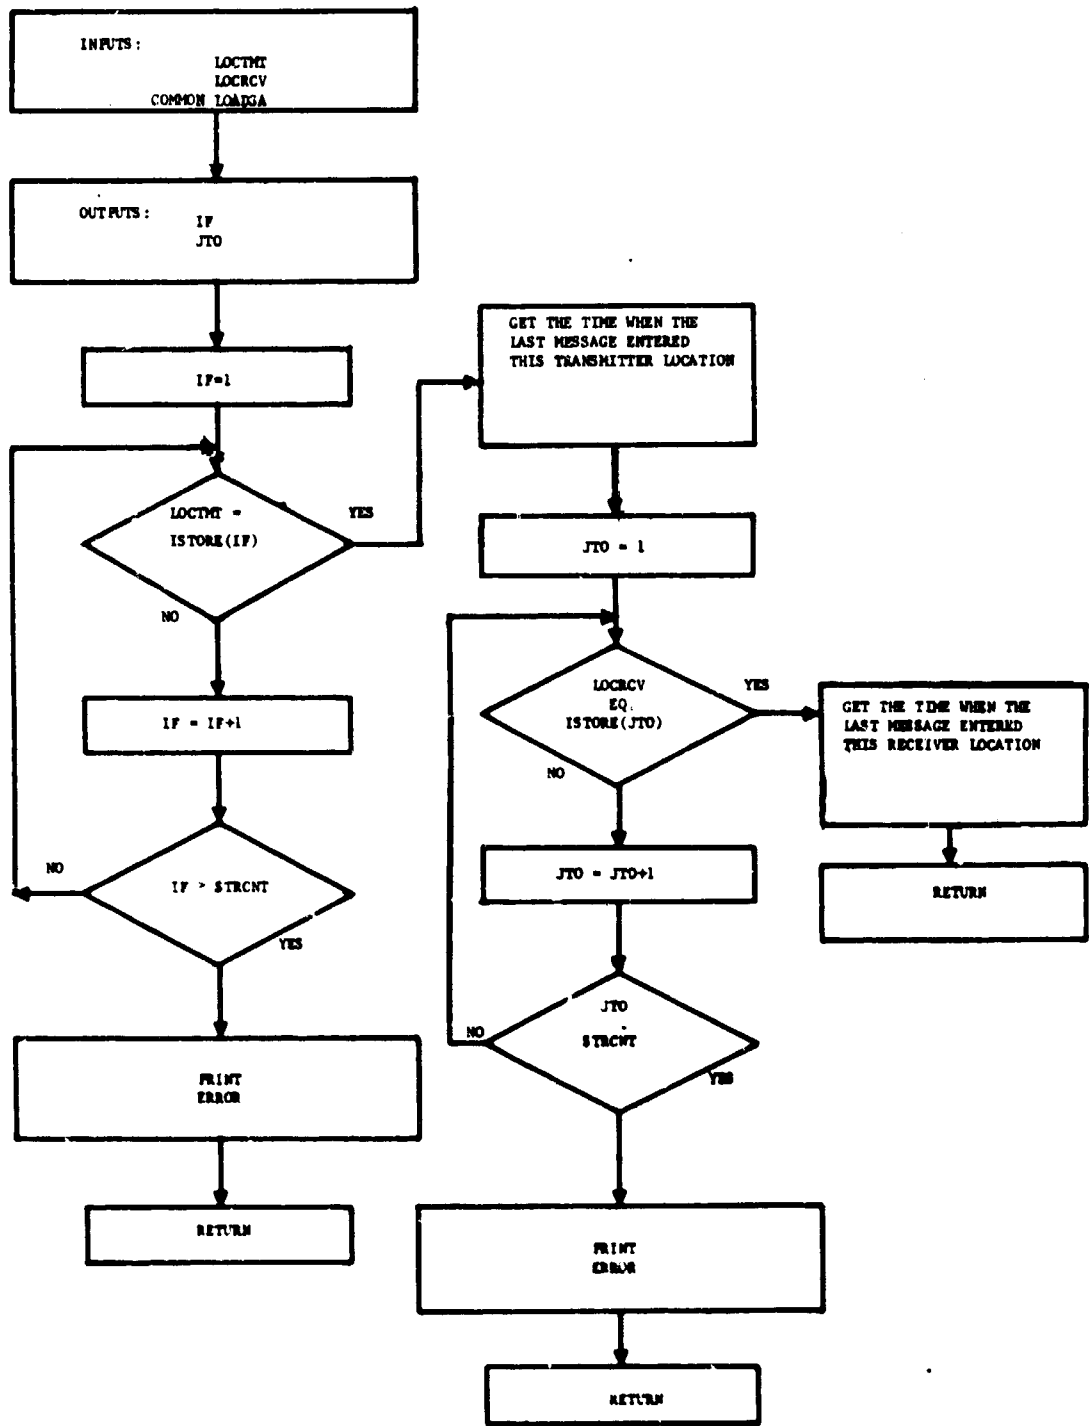 INPUTS:
LOCTMT
LOCRCV
COMMON LOADGA
OUTPUTS:
IF
JTO
IF=1
LOCTMT =
ISTORE(IF)
YES
NO
IF = IF+1
IF > STRCNT
NO
YES
PRINT
ERROR
RETURN
GET THE TIME WHEN THE
LAST MESSAGE ENTERED
THIS TRANSMITTER LOCATION
JTO = 1
LOCRCV
EQ.
ISTORE(JTO)
YES
NO
JTO = JTO+1
JTO
STRCNT
NO
YES
PRINT
ERROR
RETURN
GET THE TIME WHEN THE
LAST MESSAGE ENTERED
THIS RECEIVER LOCATION
RETURN